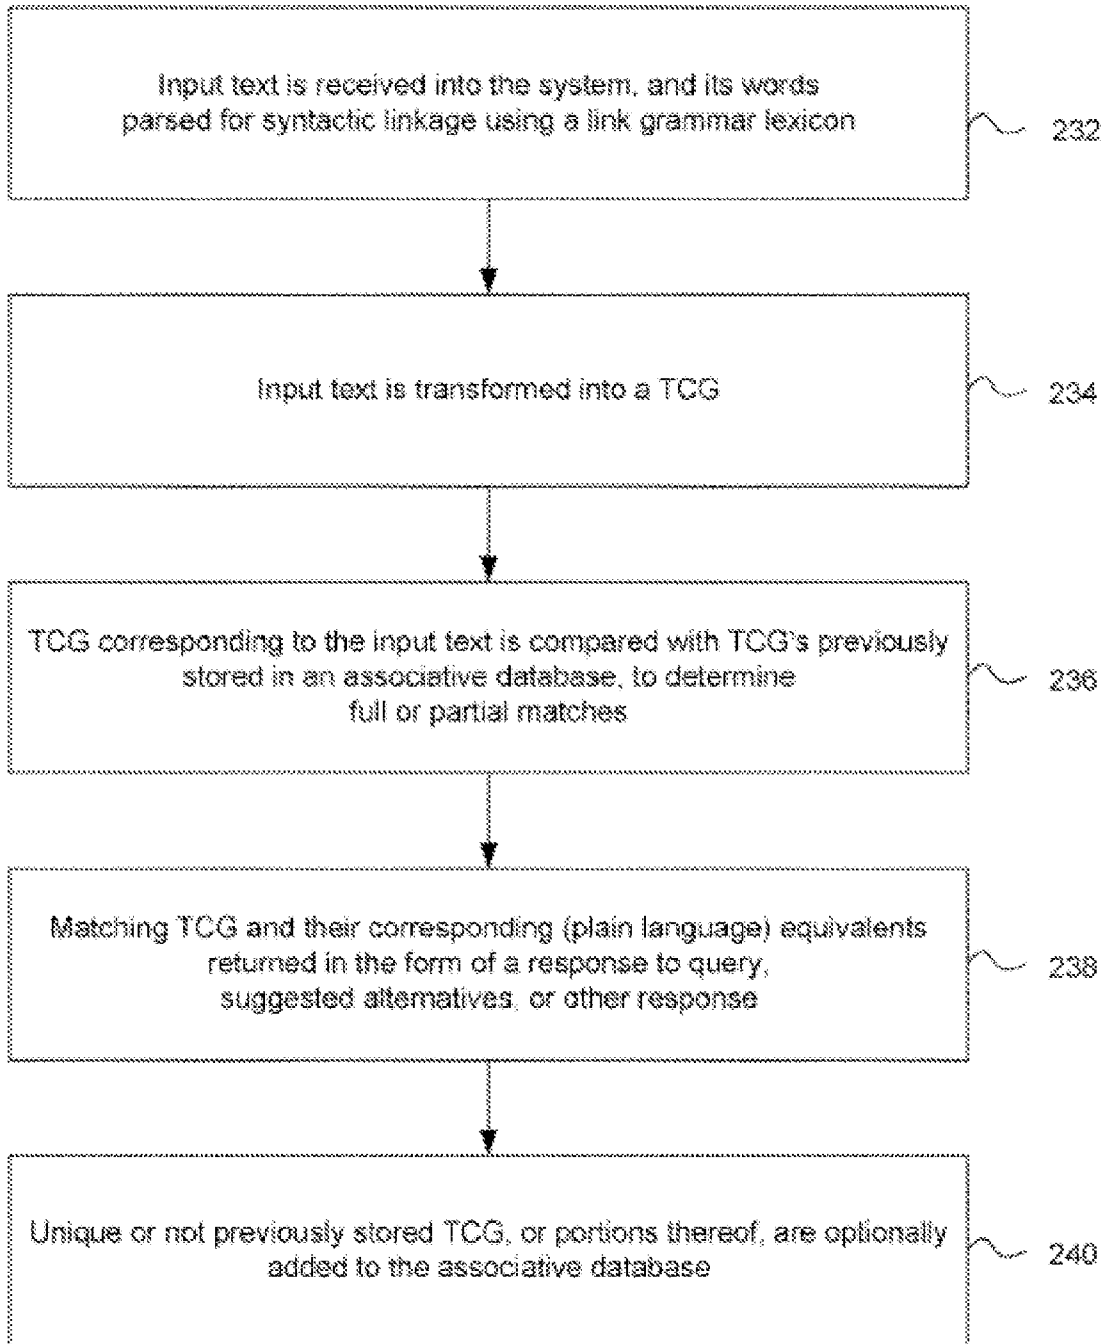 Input text is received into the system, and its words
parsed for syntactic linkage using a link grammar lexicon
232
Input text is transformed into a TCG
234
TCG corresponding to the input text is compared with TCG's previously
stored in an associative database, to determine
full or partial matches
236
Matching TCG and their corresponding (plain language) equivalents
returned in the form of a response to query,
suggested alternatives, or other response
238
Unique or not previously stored TCG, or portions thereof, are optionally
added to the associative database
240